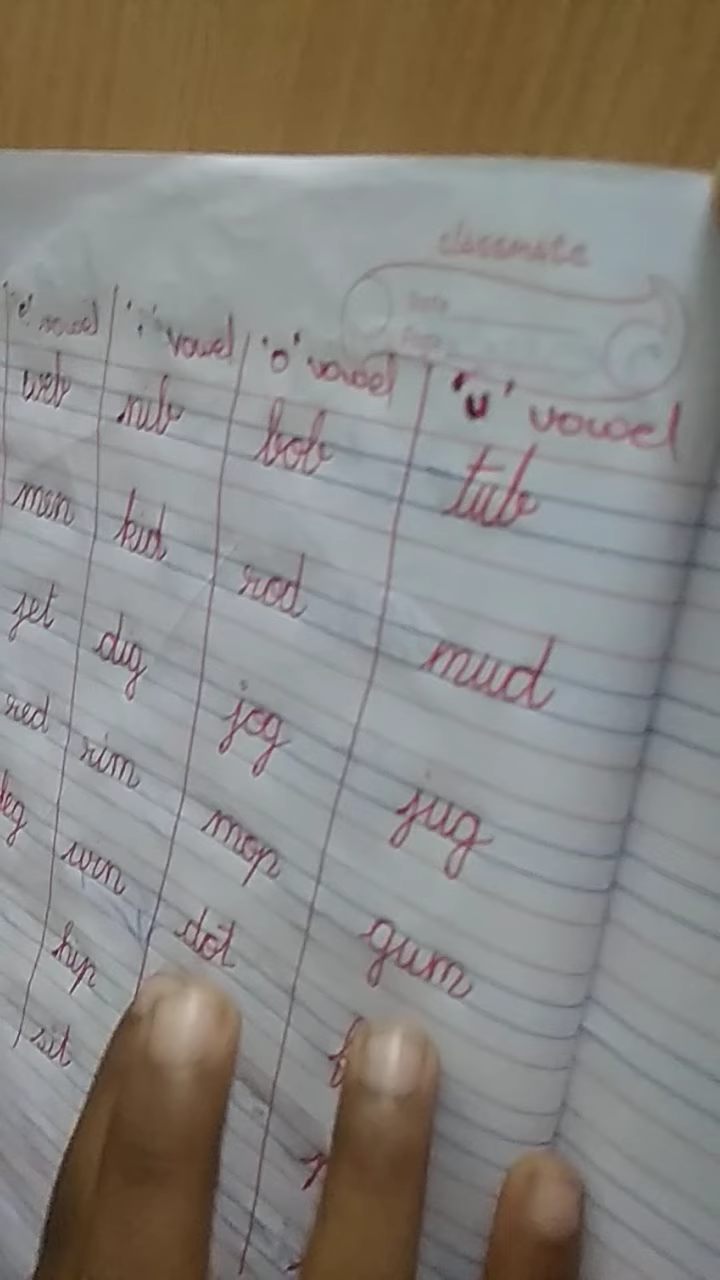 classmate
Date
Page
'e' vowel 'i' vowel 'o' vowel 'u' vowel
web nib bob tub
men kid rod mud
jet dig jog jug
red rim mop gum
leg win dot
hip
sit